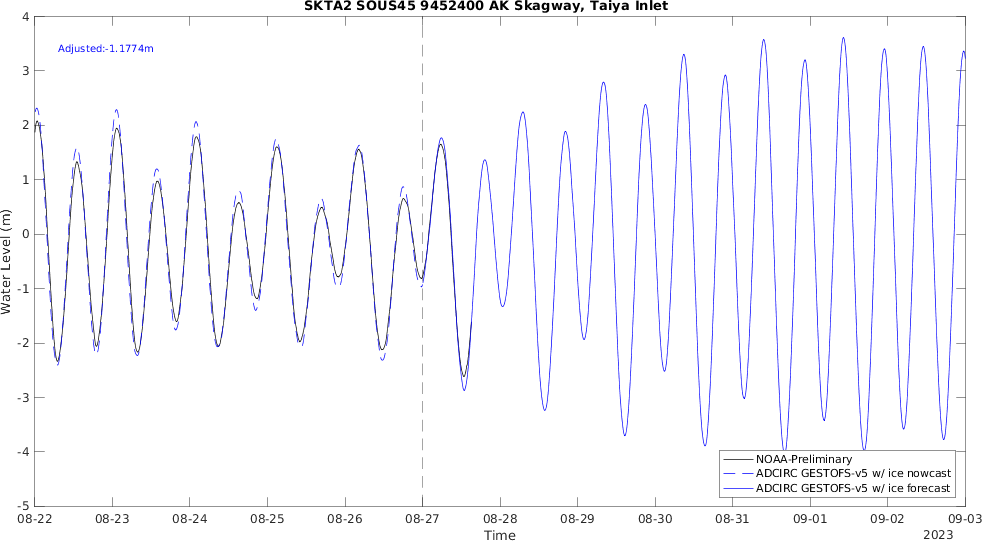 SKTA2 SOUS45 9452400 AK Skagway, Taiya Inlet
Adjusted:-1.1774m
4
3
2
1
0
-1
-2
-3
-4
-5
Water Level (m)
NOAA-Preliminary
ADCIRC GESTOFS-v5 w/ ice nowcast
ADCIRC GESTOFS-v5 w/ ice forecast
08-22 08-23 08-24 08-25 08-26 08-27 08-28 08-29 08-30 08-31 09-01 09-02 09-03
Time
2023